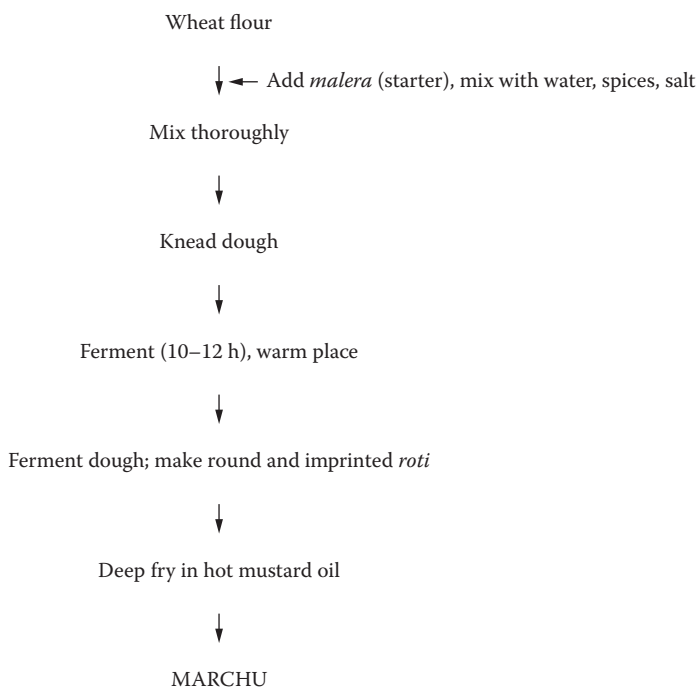 Wheat flour
Add malera (starter), mix with water, spices, salt
Mix thoroughly
Knead dough
Ferment (10–12 h), warm place
Ferment dough; make round and imprinted roti
Deep fry in hot mustard oil
MARCHU